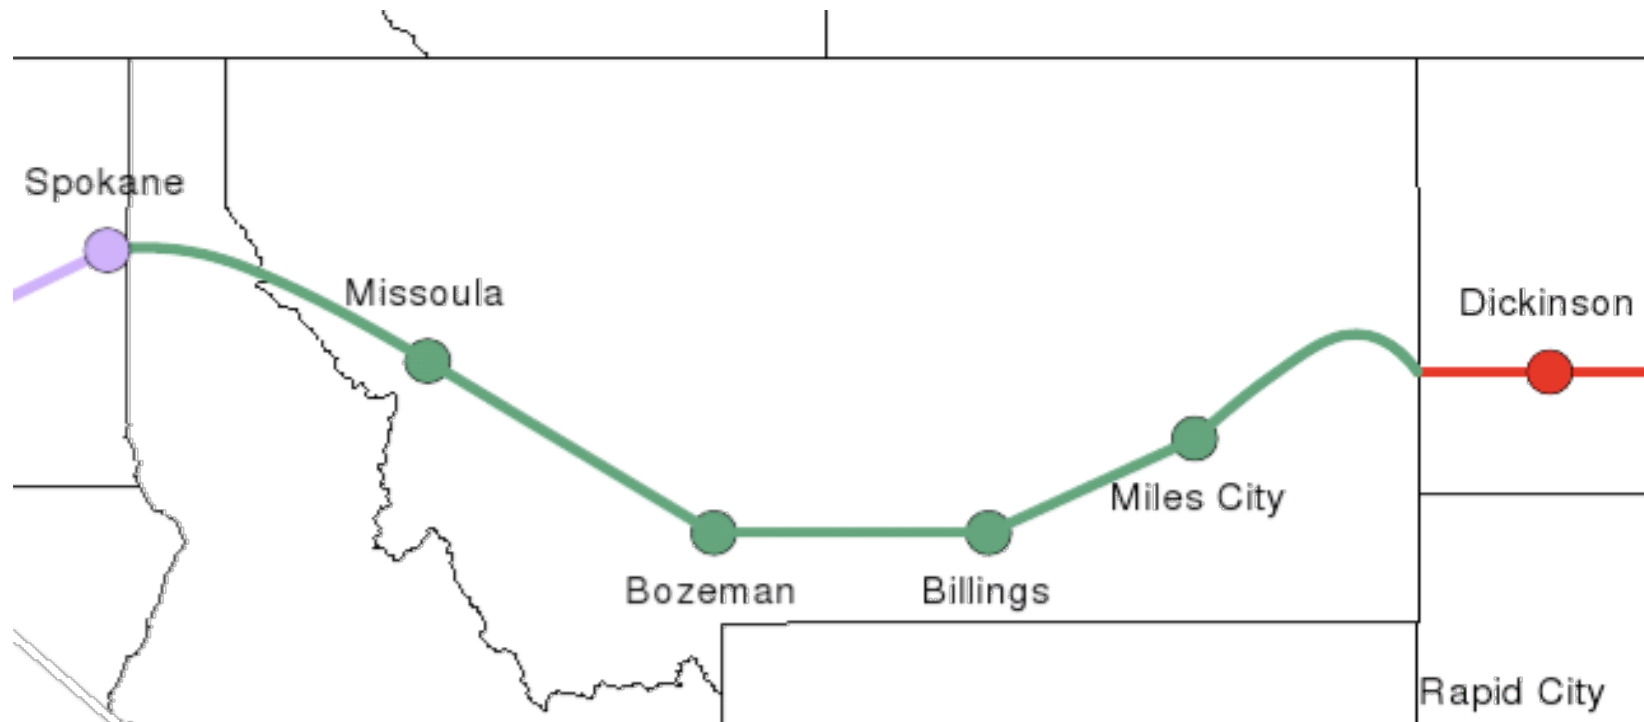 Spokane
Missoula
Dickinson
Miles City
Bozeman
Billings
Rapid City